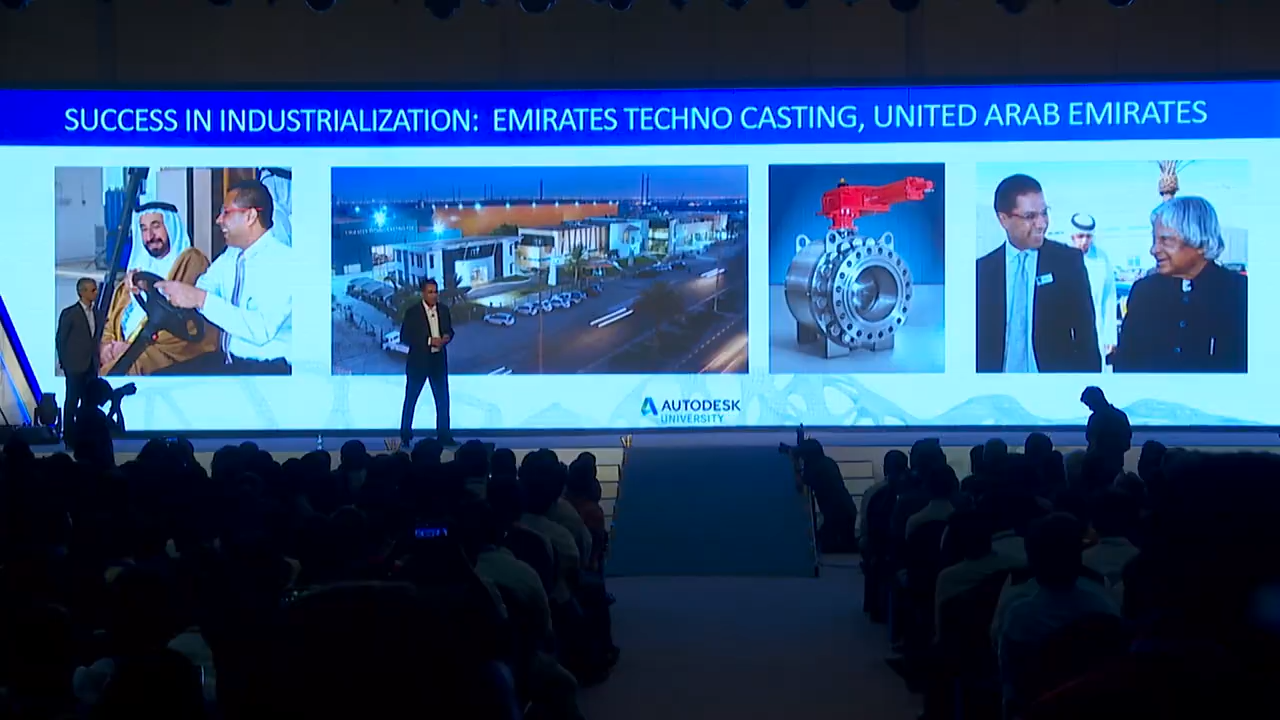 SUCCESS IN INDUSTRIALIZATION: EMIRATES TECHNO CASTING, UNITED ARAB EMIRATES
AUTODESK
UNIVERSITY